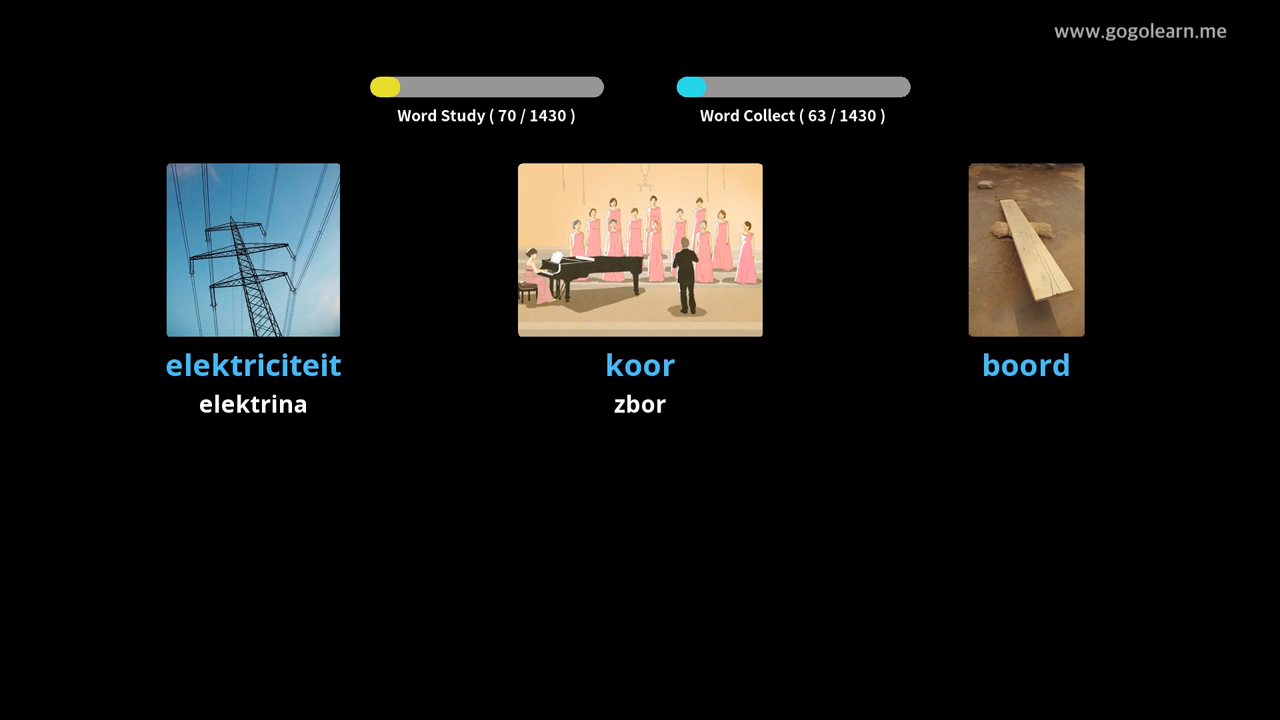 www.gogolearn.me
Word Study ( 70 / 1430 )
Word Collect ( 63 / 1430 )
elektriciteit
koor
boord
elektrina
zbor